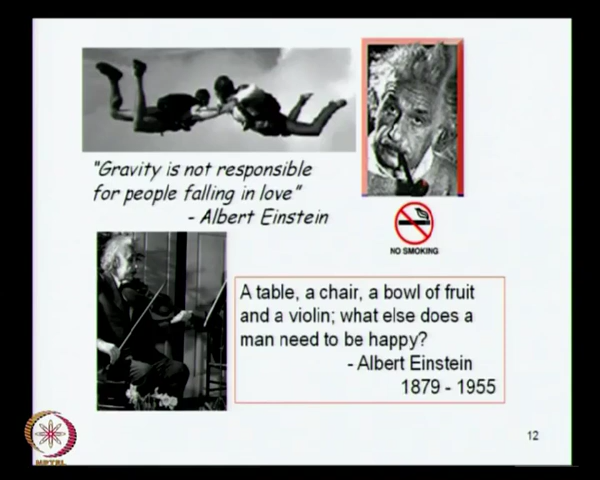 "Gravity is not responsible
for people falling in love"
- Albert Einstein
NO SMOKING
A table, a chair, a bowl of fruit
and a violin; what else does a
man need to be happy?
- Albert Einstein
1879 - 1955
12
NPTEL